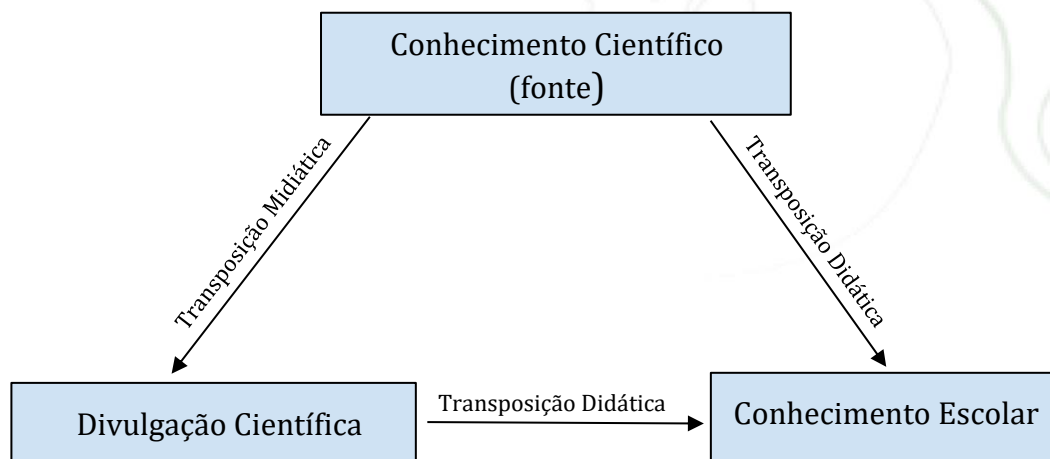 Conhecimento Científico
(fonte)
Transposição Midiática
Transposição Didática
Divulgação Científica
Transposição Didática
Conhecimento Escolar